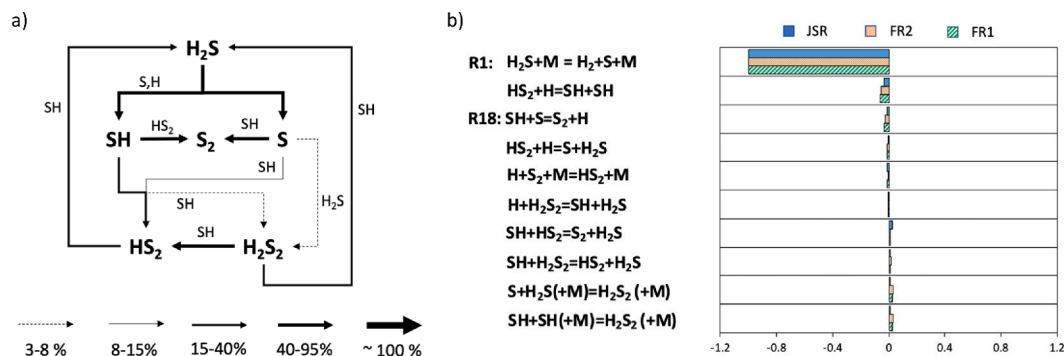 a)
H₂S
S,H
SH
SH
HS₂
SH
SH
S₂
S
SH
SH
H₂S
SH
HS₂
H₂S₂
3-8 %
8-15%
15-40%
40-95%
~ 100 %
b)
JSR
FR2
FR1
R1: H₂S+M = H₂+S+M
HS₂+H=SH+SH
R18: SH+S=S₂+H
HS₂+H=S+H₂S
H+S₂+M=HS₂+M
H+H₂S₂=SH+H₂S
SH+HS₂=S₂+H₂S
SH+H₂S₂=HS₂+H₂S
S+H₂S(+M)=H₂S₂ (+M)
SH+SH(+M)=H₂S₂ (+M)
-1.2 -0.8 -0.4 0 0.4 0.8 1.2